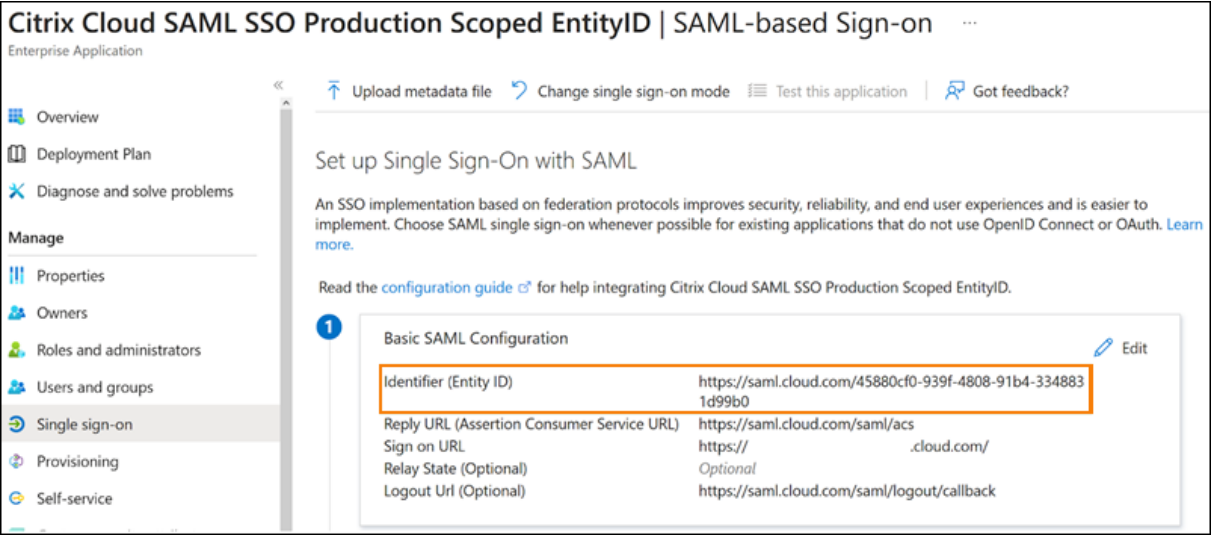 Citrix Cloud SAML SSO Production Scoped EntityID | SAML-based Sign-on ...
Enterprise Application
«
Overview
Deployment Plan
Diagnose and solve problems
Manage
Properties
Owners
Roles and administrators
Users and groups
Single sign-on
Provisioning
Self-service
Upload metadata file
Change single sign-on mode
Test this application
Got feedback?
Set up Single Sign-On with SAML
An SSO implementation based on federation protocols improves security, reliability, and end user experiences and is easier to
implement. Choose SAML single sign-on whenever possible for existing applications that do not use OpenID Connect or OAuth. Learn
more.
Read the configuration guide for help integrating Citrix Cloud SAML SSO Production Scoped EntityID.
1
Basic SAML Configuration
Edit
Identifier (Entity ID) https://saml.cloud.com/45880cf0-939f-4808-91b4-334883
1d99b0
Reply URL (Assertion Consumer Service URL) https://saml.cloud.com/saml/acs
Sign on URL https:// .cloud.com/
Relay State (Optional) Optional
Logout Url (Optional) https://saml.cloud.com/saml/logout/callback